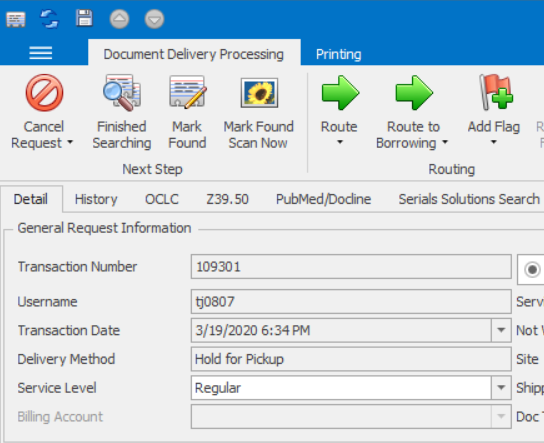 Document Delivery Processing Printing
Cancel Request
Finished Searching
Mark Found
Mark Found Scan Now
Route
Route to Borrowing
Add Flag
Next Step
Routing
Detail History OCLC Z39.50 PubMed/Docline Serials Solutions Search
General Request Information
Transaction Number 109301
Username tj0807 Servi
Transaction Date 3/19/2020 6:34 PM Not
Delivery Method Hold for Pickup Site
Service Level Regular Shipp
Billing Account Doc